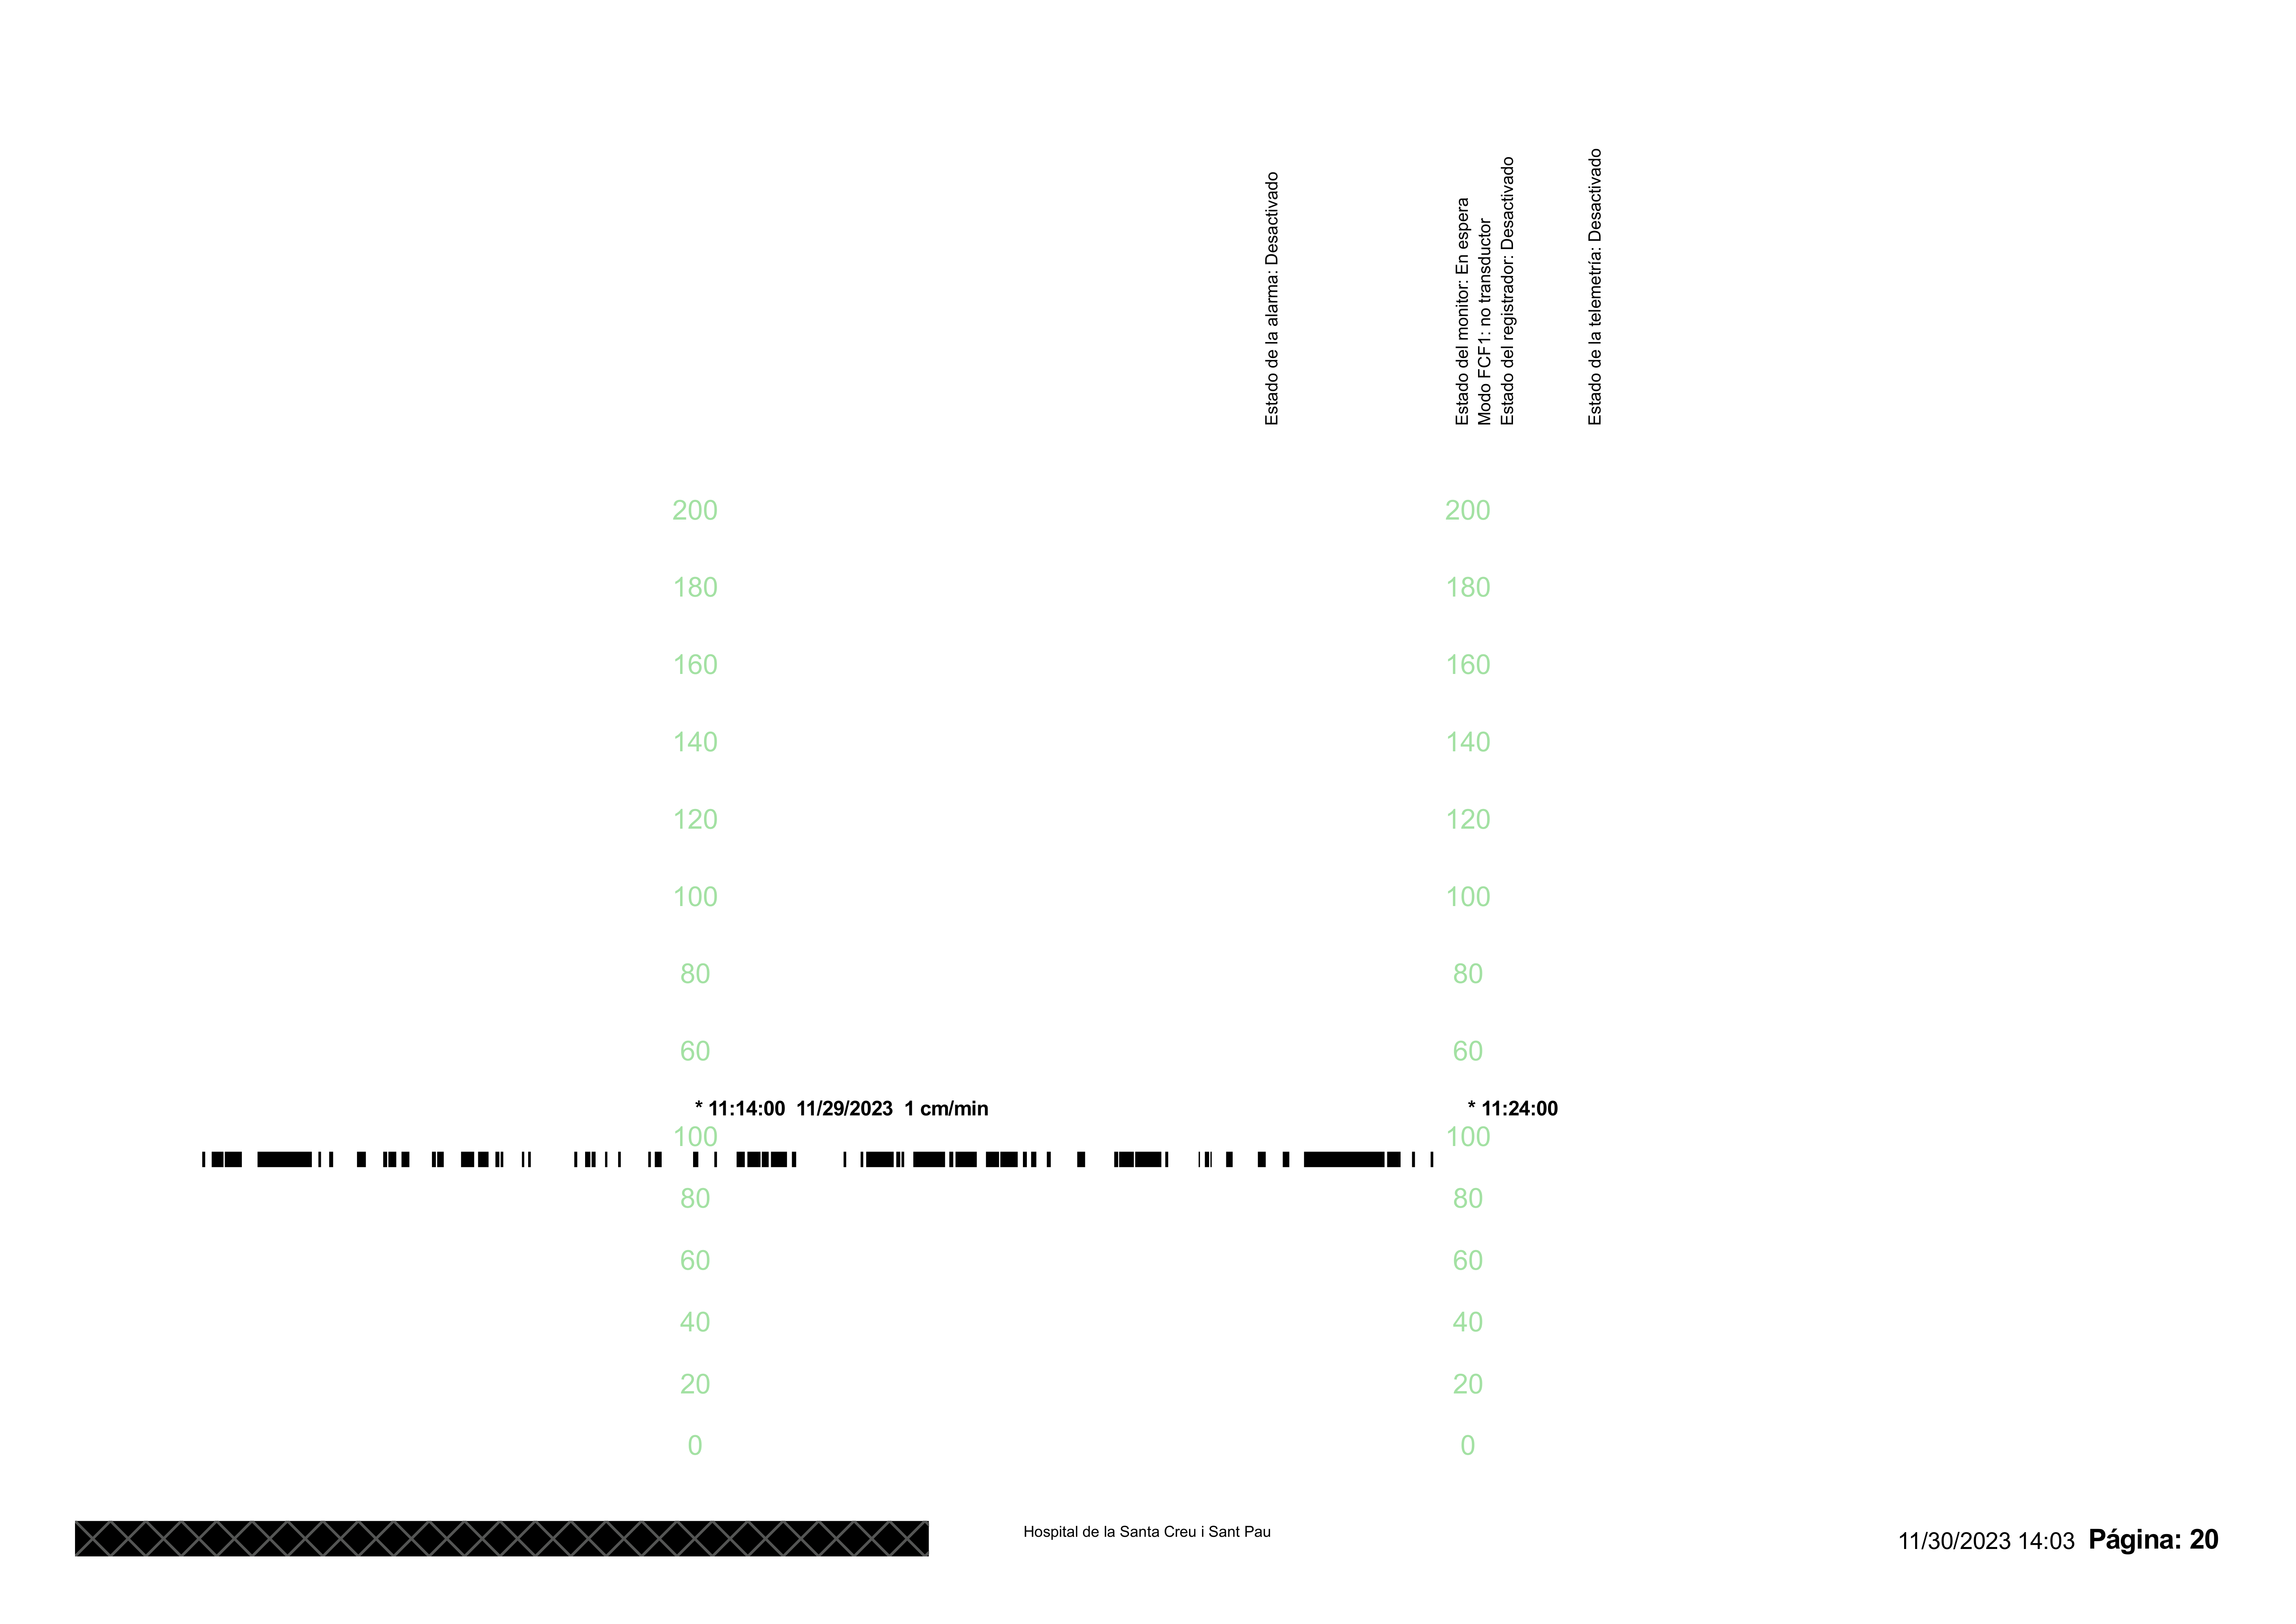 Estado de la alarma: Desactivado
Estado del monitor: En espera
Modo FCF1: no transductor
Estado del registrador: Desactivado
Estado de la telemetría: Desactivado
200 200
180 180
160 160
140 140
120 120
100 100
80 80
60 60
* 11:14:00 11/29/2023 1 cm/min * 11:24:00
100 100
80 80
60 60
40 40
20 20
0 0
Hospital de la Santa Creu i Sant Pau
11/30/2023 14:03 Página: 20